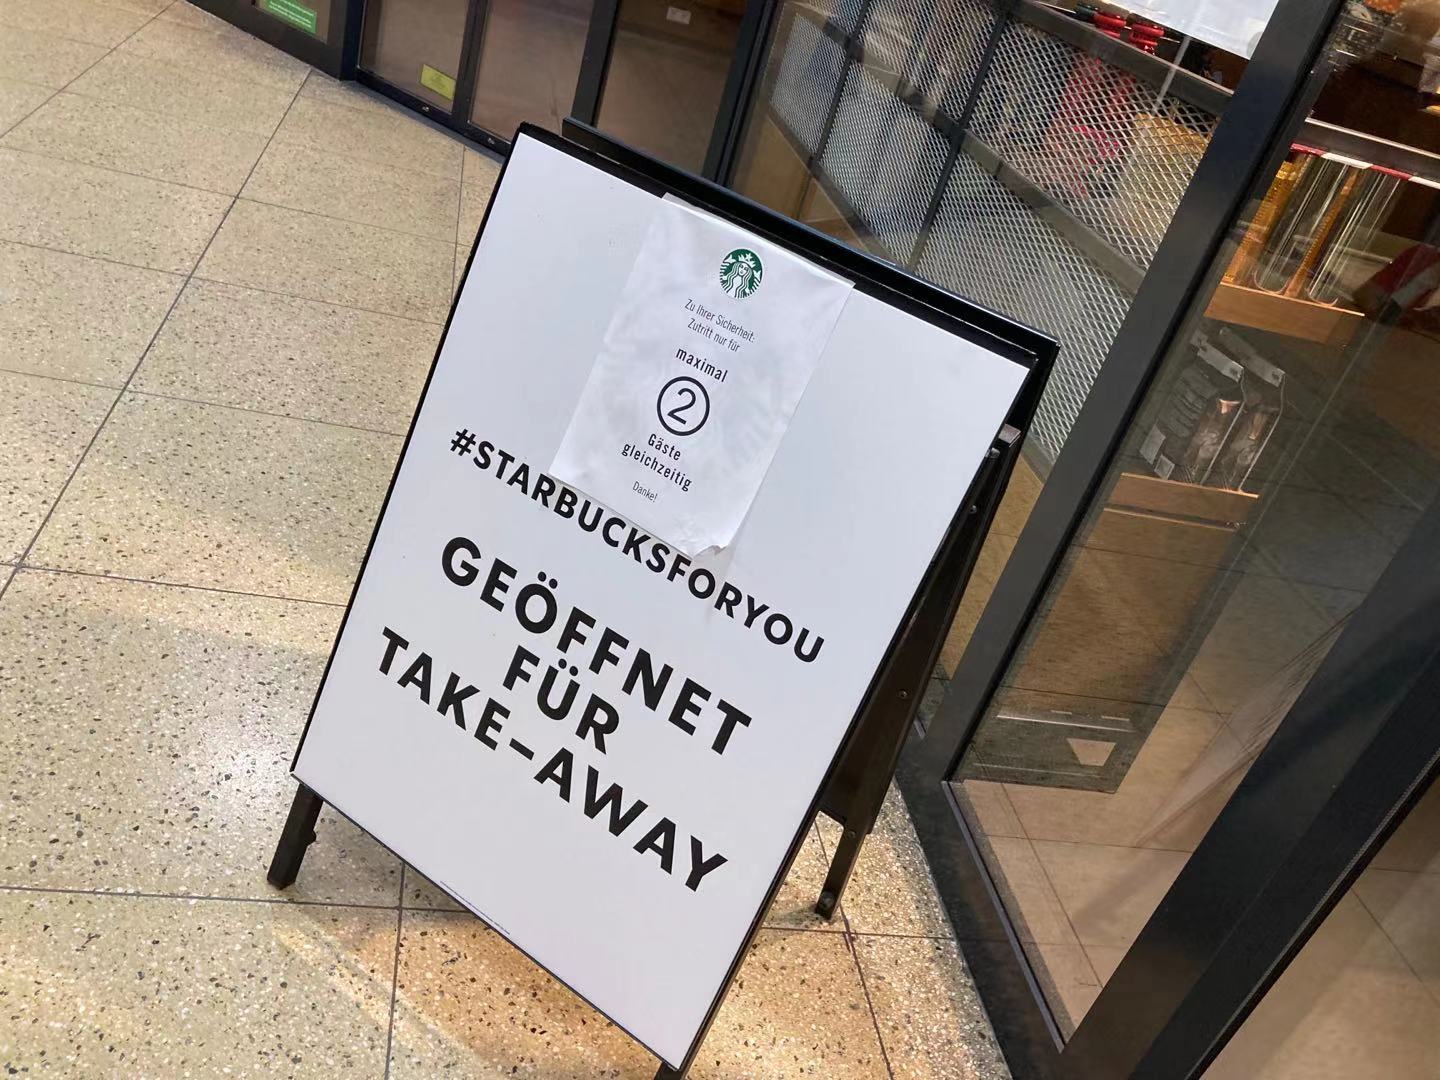 Zu Ihrer Sicherheit:
Zutritt nur für
maximal
2
Gäste
gleichzeitig
Danke!
#STARBUCKSFORYOU
GEÖFFNET
FÜR
TAKE-AWAY